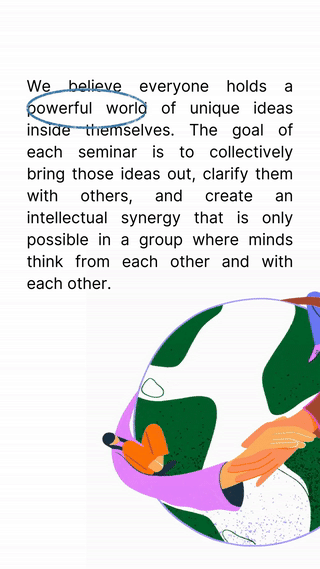 We believe everyone holds a
powerful world of unique ideas
inside themselves. The goal of
each seminar is to collectively
bring those ideas out, clarify them
with others, and create an
intellectual synergy that is only
possible in a group where minds
think from each other and with
each other.